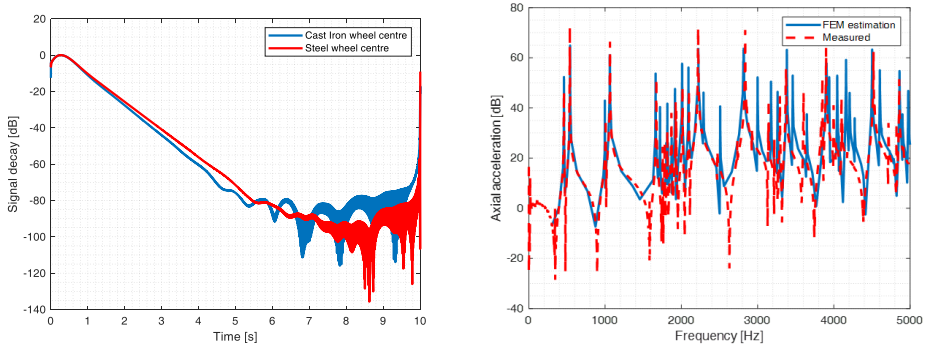 20
0
-20
-40
-60
-80
-100
-120
-140
Signal decay [dB]
Cast Iron wheel centre
Steel wheel centre
0 1 2 3 4 5 6 7 8 9 10
Time [s]
80
60
40
20
0
-20
-40
Axial acceleration [dB]
FEM estimation
Measured
0 1000 2000 3000 4000 5000
Frequency [Hz]